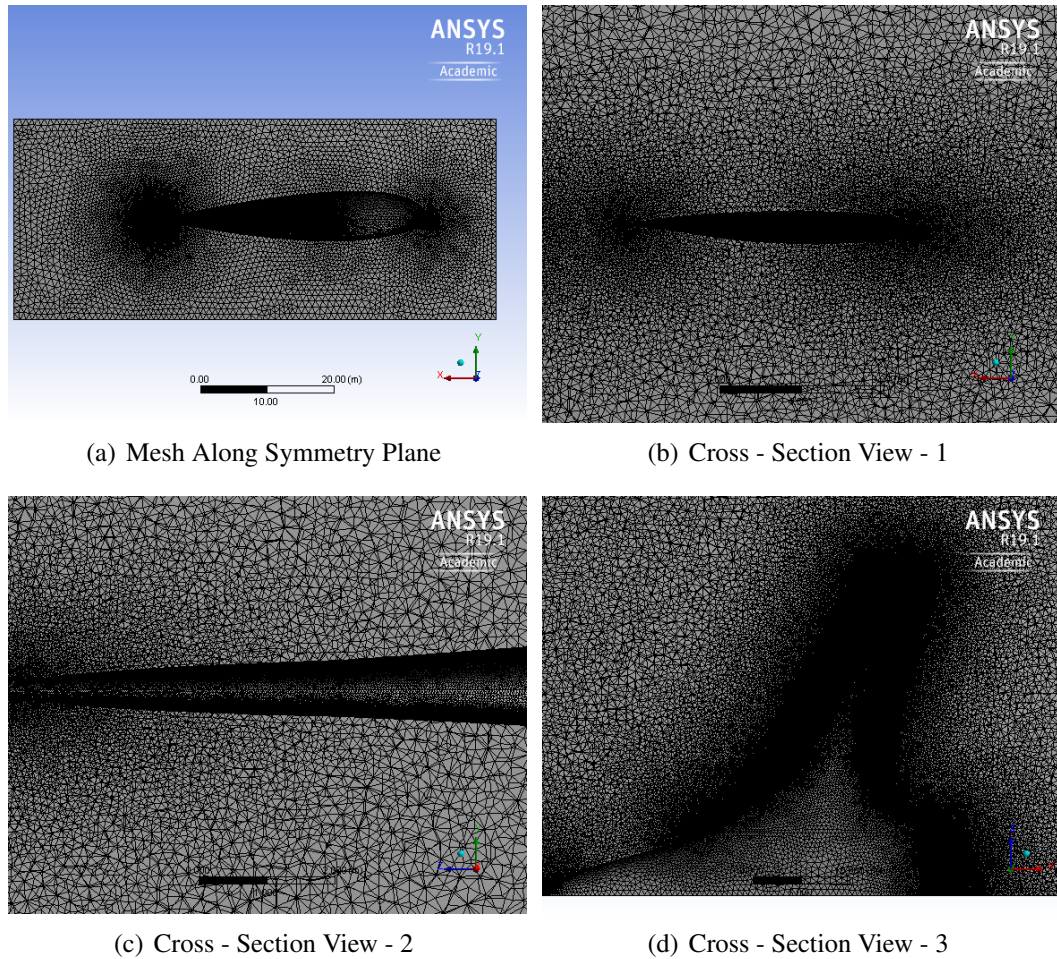 ANSYS
R19.1
Academic
Y
X
Z
0.00
20.00 (m)
10.00
(a) Mesh Along Symmetry Plane
ANSYS
R19.1
Academic
(b) Cross - Section View - 1
ANSYS
R19.1
Academic
(c) Cross - Section View - 2
ANSYS
R19.1
Academic
(d) Cross - Section View - 3